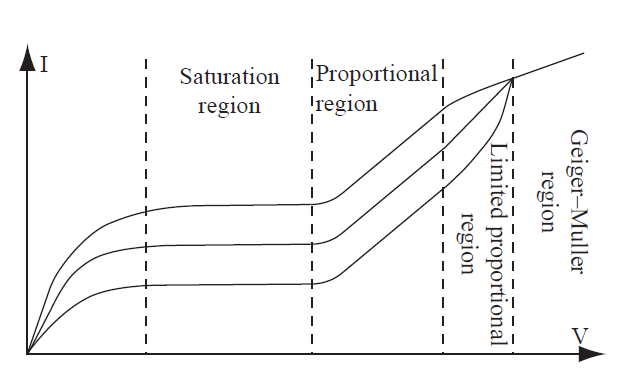 I
Saturation
region
Proportional
region
Limited proportional
region
Geiger–Muller
region
V